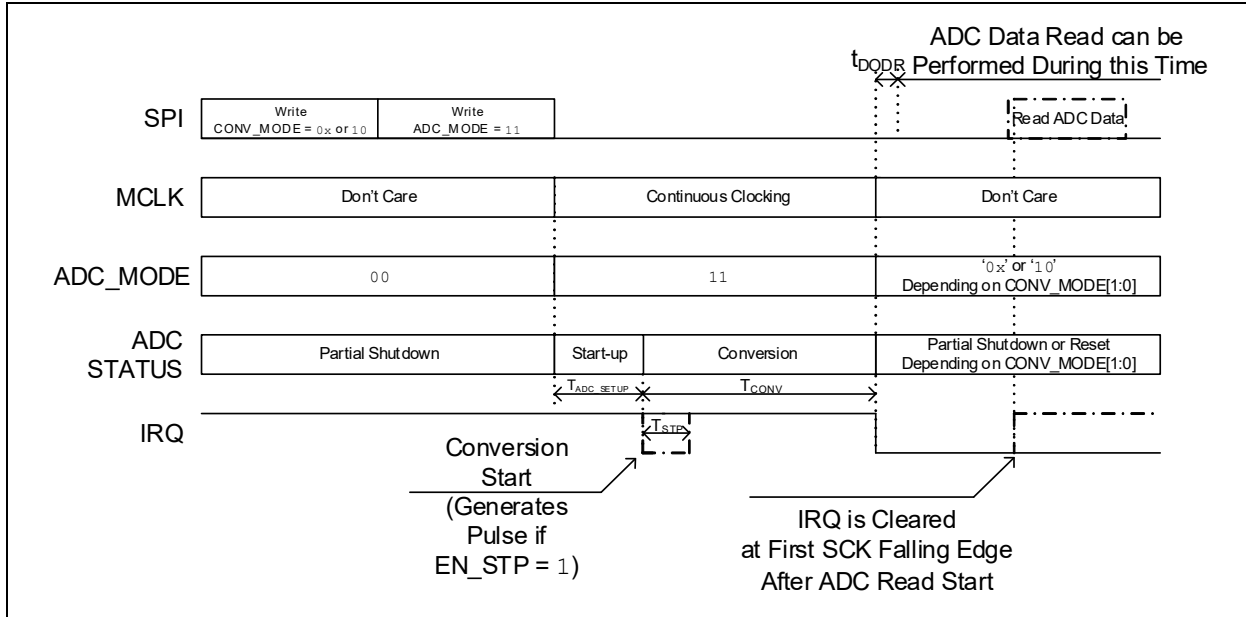 ADC Data Read can be
tDODR Performed During this Time
SPI
Write
CONV_MODE = 0x or 10
Write
ADC_MODE = 11
Read ADC Data
MCLK
Don't Care
Continuous Clocking
Don't Care
ADC_MODE
00
11
'0x' or '10'
Depending on CONV_MODE[1:0]
ADC
STATUS
Partial Shutdown
Start-up
Conversion
Partial Shutdown or Reset
Depending on CONV_MODE[1:0]
TADC_SETUP
TCONV
IRQ
TSTP
Conversion
Start
(Generates
Pulse if
EN_STP = 1)
IRQ is Cleared
at First SCK Falling Edge
After ADC Read Start